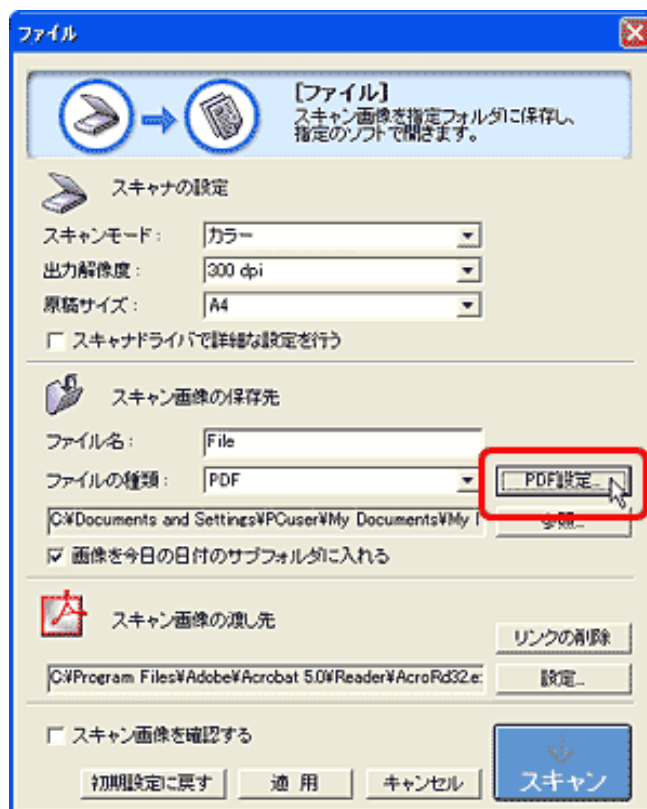 ファイル
[ファイル]
スキャン画像を指定フォルダに保存し、
指定のソフトで開きます。
スキャナの設定
スキャンモード： カラー
出力解像度： 300 dpi
原稿サイズ： A4
スキャナドライバで詳細な設定を行う
スキャン画像の保存先
ファイル名： File
ファイルの種類： PDF PDF設定...
C:¥Documents and Settings¥PCuser¥My Documents¥My 参照...
画像を今日の日付のサブフォルダに入れる
スキャン画像の渡し先
リンクの削除
C:¥Program Files¥Adobe¥Acrobat 5.0¥Reader¥AcroRd32.e 設定...
スキャン画像を確認する
初期設定に戻す 適用 キャンセル スキャン